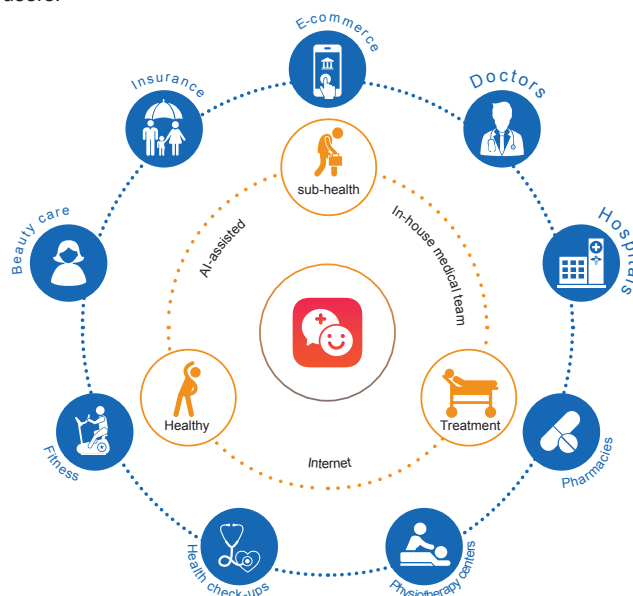 E-commerce
Insurance
Doctors
sub-health
Beauty care
AI-assisted
In-house medical team
Hospitals
Healthy
Treatment
Fitness
Internet
Pharmacies
Health check-ups
Physiotherapy centers